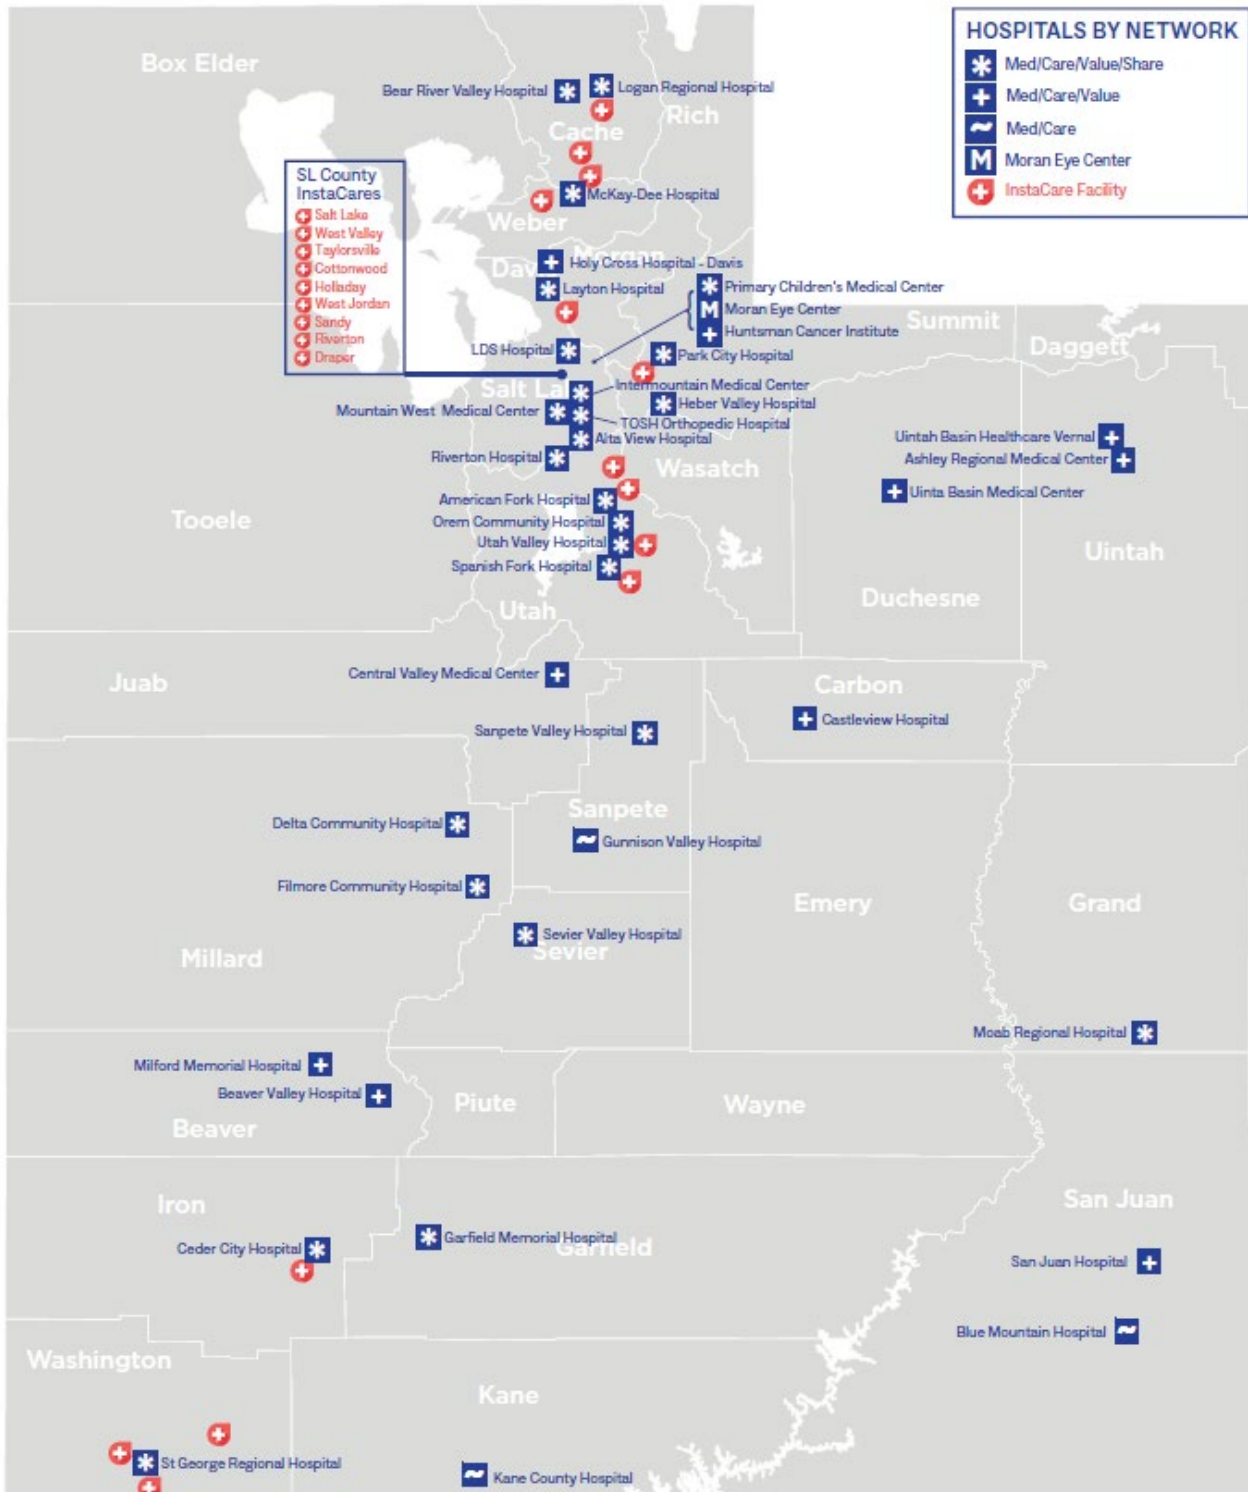 HOSPITALS BY NETWORK
Med/Care/Value/Share
Med/Care/Value
Med/Care
M Moran Eye Center
InstaCare Facility
Box Elder
Bear River Valley Hospital
Logan Regional Hospital
Rich
Cache
SL County
InstaCares
Salt Lake
West Valley
Taylorsville
Cottonwood
Holladay
West Jordan
Sandy
Riverton
Draper
McKay-Dee Hospital
Weber
Morgan
Holy Cross Hospital - Davis
Layton Hospital
Primary Children's Medical Center
M Moran Eye Center
Huntsman Cancer Institute
Summit
Daggett
LDS Hospital
Park City Hospital
Salt La
Intermountain Medical Center
Heber Valley Hospital
Mountain West Medical Center
TOSH Orthopedic Hospital
Alta View Hospital
Riverton Hospital
Wasatch
Uintah Basin Healthcare Vernal
Ashley Regional Medical Center
Uinta Basin Medical Center
American Fork Hospital
Orem Community Hospital
Utah Valley Hospital
Spanish Fork Hospital
Tooele
Uintah
Duchesne
Utah
Juab
Central Valley Medical Center
Carbon
Castleview Hospital
Sanpete Valley Hospital
Sanpete
Delta Community Hospital
Gunnison Valley Hospital
Filmore Community Hospital
Emery
Grand
Sevier Valley Hospital
Sevier
Millard
Moab Regional Hospital
Milford Memorial Hospital
Beaver Valley Hospital
Piute
Wayne
Beaver
Iron
San Juan
Garfield Memorial Hospital
Garfield
Ceder City Hospital
San Juan Hospital
Blue Mountain Hospital
Washington
Kane
St George Regional Hospital
Kane County Hospital